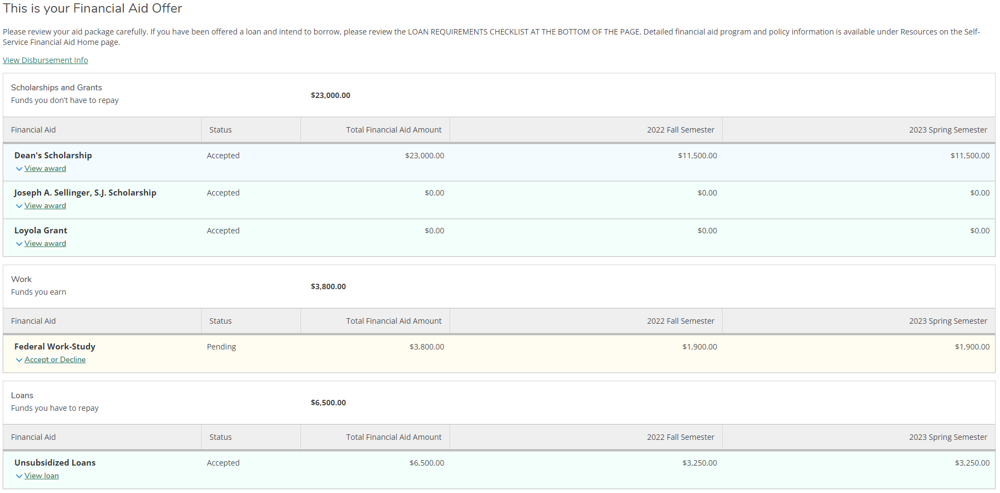 This is your Financial Aid Offer
Please review your aid package carefully. If you have been offered a loan and intend to borrow, please review the LOAN REQUIREMENTS CHECKLIST AT THE BOTTOM OF THE PAGE. Detailed financial aid program and policy information is available under Resources on the Self-
Service Financial Aid Home page.
View Disbursement Info
Scholarships and Grants
Funds you don't have to repay
$23,000.00
Financial Aid Status Total Financial Aid Amount 2022 Fall Semester 2023 Spring Semester
Dean's Scholarship Accepted $23,000.00 $11,500.00 $11,500.00
View award
Joseph A. Sellinger, S.J. Scholarship Accepted $0.00 $0.00 $0.00
View award
Loyola Grant Accepted $0.00 $0.00 $0.00
View award
Work
Funds you earn
$3,800.00
Financial Aid Status Total Financial Aid Amount 2022 Fall Semester 2023 Spring Semester
Federal Work-Study Pending $3,800.00 $1,900.00 $1,900.00
Accept or Decline
Loans
Funds you have to repay
$6,500.00
Financial Aid Status Total Financial Aid Amount 2022 Fall Semester 2023 Spring Semester
Unsubsidized Loans Accepted $6,500.00 $3,250.00 $3,250.00
View loan